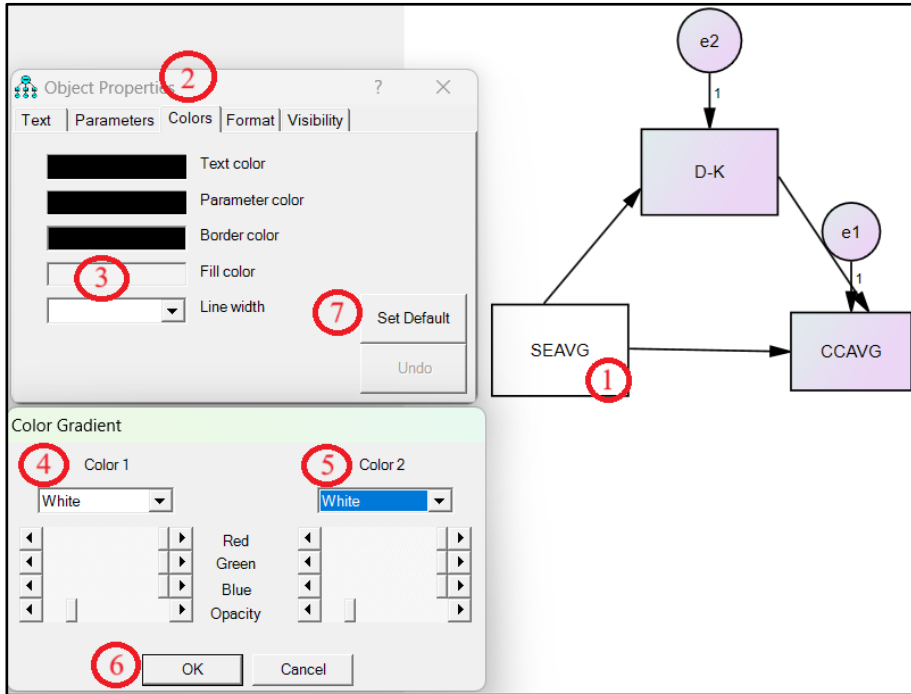 Object Properties 2 ?
Text Parameters Colors Format Visibility
Text color
Parameter color
Border color
3 Fill color
Line width
7 Set Default
Undo
Color Gradient
4 Color 1
5 Color 2
White
White
Red
Green
Blue
Opacity
6 OK Cancel
e2
1
D-K
e1
1
SEAVG
1
CCAVG